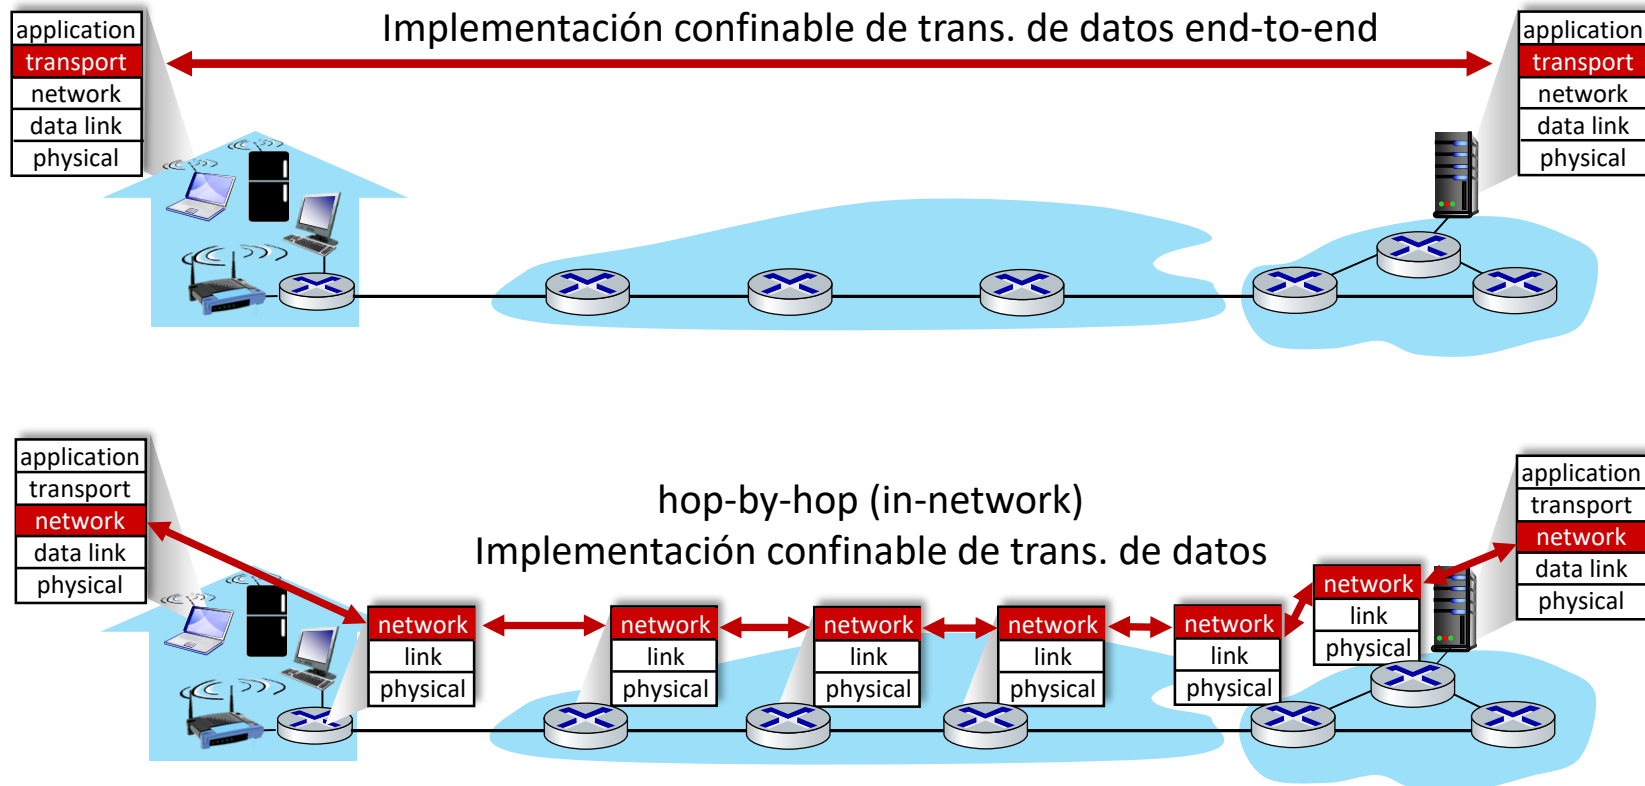 Implementación confinable de trans. de datos end-to-end
application
transport
network
data link
physical
application
transport
network
data link
physical
hop-by-hop (in-network)
Implementación confinable de trans. de datos
application
transport
network
data link
physical
network
link
physical
network
link
physical
network
link
physical
network
link
physical
network
link
physical
network
link
physical
application
transport
network
data link
physical